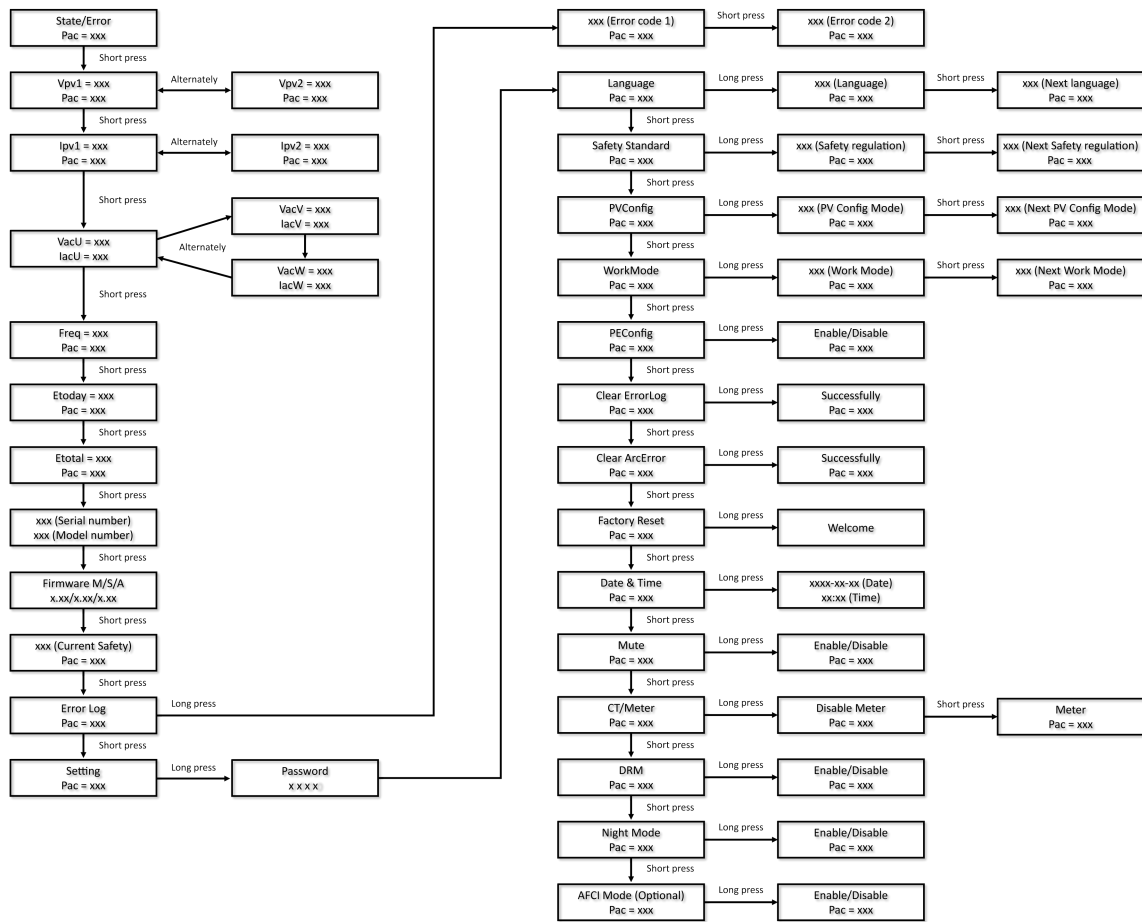 State/Error
Pac = xxx
Short press
Vpv1 = xxx
Pac = xxx
Alternately
Vpv2 = xxx
Pac = xxx
Short press
Ipv1 = xxx
Pac = xxx
Alternately
Ipv2 = xxx
Pac = xxx
Short press
VacU = xxx
IacU = xxx
Alternately
VacV = xxx
IacV = xxx
VacW = xxx
IacW = xxx
Short press
Freq = xxx
Pac = xxx
Short press
Etoday = xxx
Pac = xxx
Short press
Etotal = xxx
Pac = xxx
Short press
xxx (Serial number)
xxx (Model number)
Short press
Firmware M/S/A
x.xx/x.xx/x.xx
Short press
xxx (Current Safety)
Pac = xxx
Short press
Error Log
Pac = xxx
Long press
Short press
Setting
Pac = xxx
Long press
Password
x x x x
xxx (Error code 1)
Pac = xxx
Short press
xxx (Error code 2)
Pac = xxx
Language
Pac = xxx
Long press
xxx (Language)
Pac = xxx
Short press
xxx (Next language)
Pac = xxx
Short press
Safety Standard
Pac = xxx
Long press
xxx (Safety regulation)
Pac = xxx
Short press
xxx (Next Safety regulation)
Pac = xxx
Short press
PVConfig
Pac = xxx
Long press
xxx (PV Config Mode)
Pac = xxx
Short press
xxx (Next PV Config Mode)
Pac = xxx
Short press
WorkMode
Pac = xxx
Long press
xxx (Work Mode)
Pac = xxx
Short press
xxx (Next Work Mode)
Pac = xxx
Short press
PEConfig
Pac = xxx
Long press
Enable/Disable
Pac = xxx
Short press
Clear ErrorLog
Pac = xxx
Long press
Successfully
Pac = xxx
Short press
Clear ArcError
Pac = xxx
Long press
Successfully
Pac = xxx
Short press
Factory Reset
Pac = xxx
Long press
Welcome
Short press
Date & Time
Pac = xxx
Long press
xxxx-xx-xx (Date)
xx:xx (Time)
Short press
Mute
Pac = xxx
Long press
Enable/Disable
Pac = xxx
Short press
CT/Meter
Pac = xxx
Long press
Disable Meter
Pac = xxx
Short press
Meter
Pac = xxx
Short press
DRM
Pac = xxx
Long press
Enable/Disable
Pac = xxx
Short press
Night Mode
Pac = xxx
Long press
Enable/Disable
Pac = xxx
Short press
AFCI Mode (Optional)
Pac = xxx
Long press
Enable/Disable
Pac = xxx